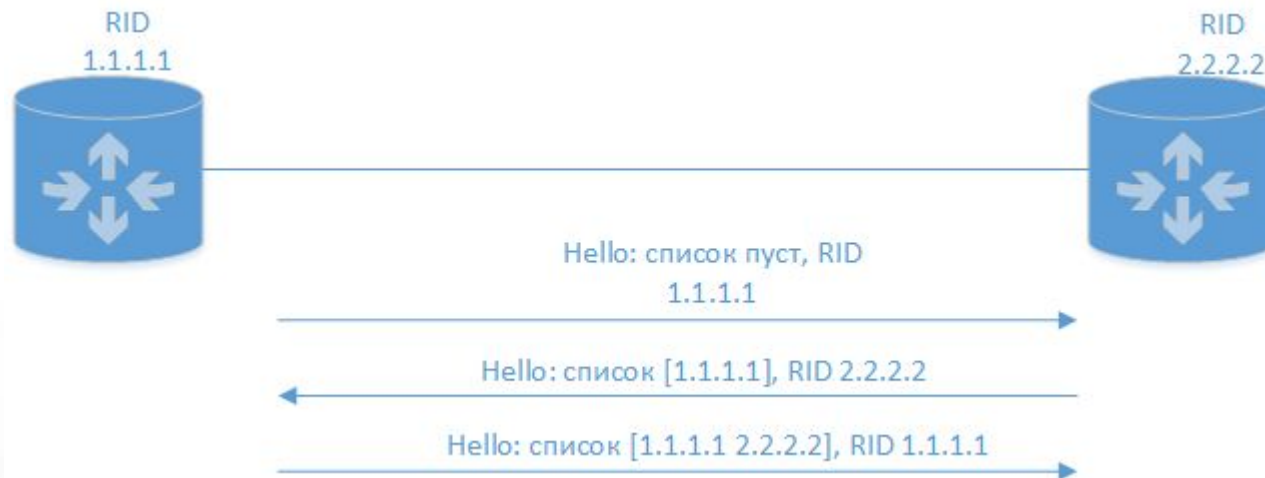 RID
1.1.1.1
RID
2.2.2.2
Hello: список пуст, RID
1.1.1.1
Hello: список [1.1.1.1], RID 2.2.2.2
Hello: список [1.1.1.1 2.2.2.2], RID 1.1.1.1